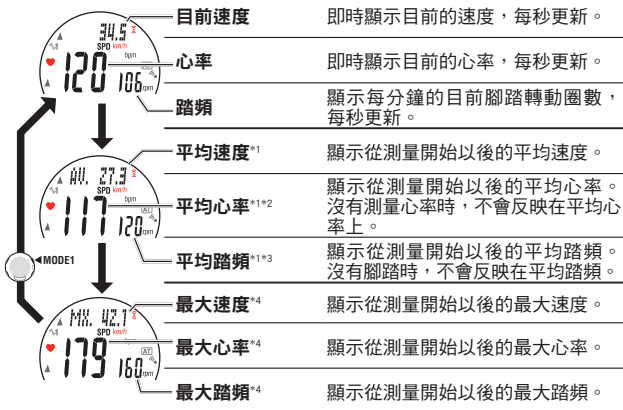 34.5
SPD km/h
bpm
120
106 rpm
目前速度 即時顯示目前的速度，每秒更新。
心率 即時顯示目前的心率，每秒更新。
踏頻 顯示每分鐘的目前腳踏轉動圈數，
每秒更新。
AV. 27.3
SPD km/h
bpm
117
AT
120 rpm
平均速度*1 顯示從測量開始以後的平均速度。
平均心率*1*2 顯示從測量開始以後的平均心率。
沒有測量心率時，不會反映在平均心
率上。
平均踏頻*1*3 顯示從測量開始以後的平均踏頻。
沒有腳踏時，不會反映在平均踏頻。
MODE1
MX. 42.1
SPD km/h
179
AT
160 rpm
最大速度*4 顯示從測量開始以後的最大速度。
最大心率*4 顯示從測量開始以後的最大心率。
最大踏頻*4 顯示從測量開始以後的最大踏頻。